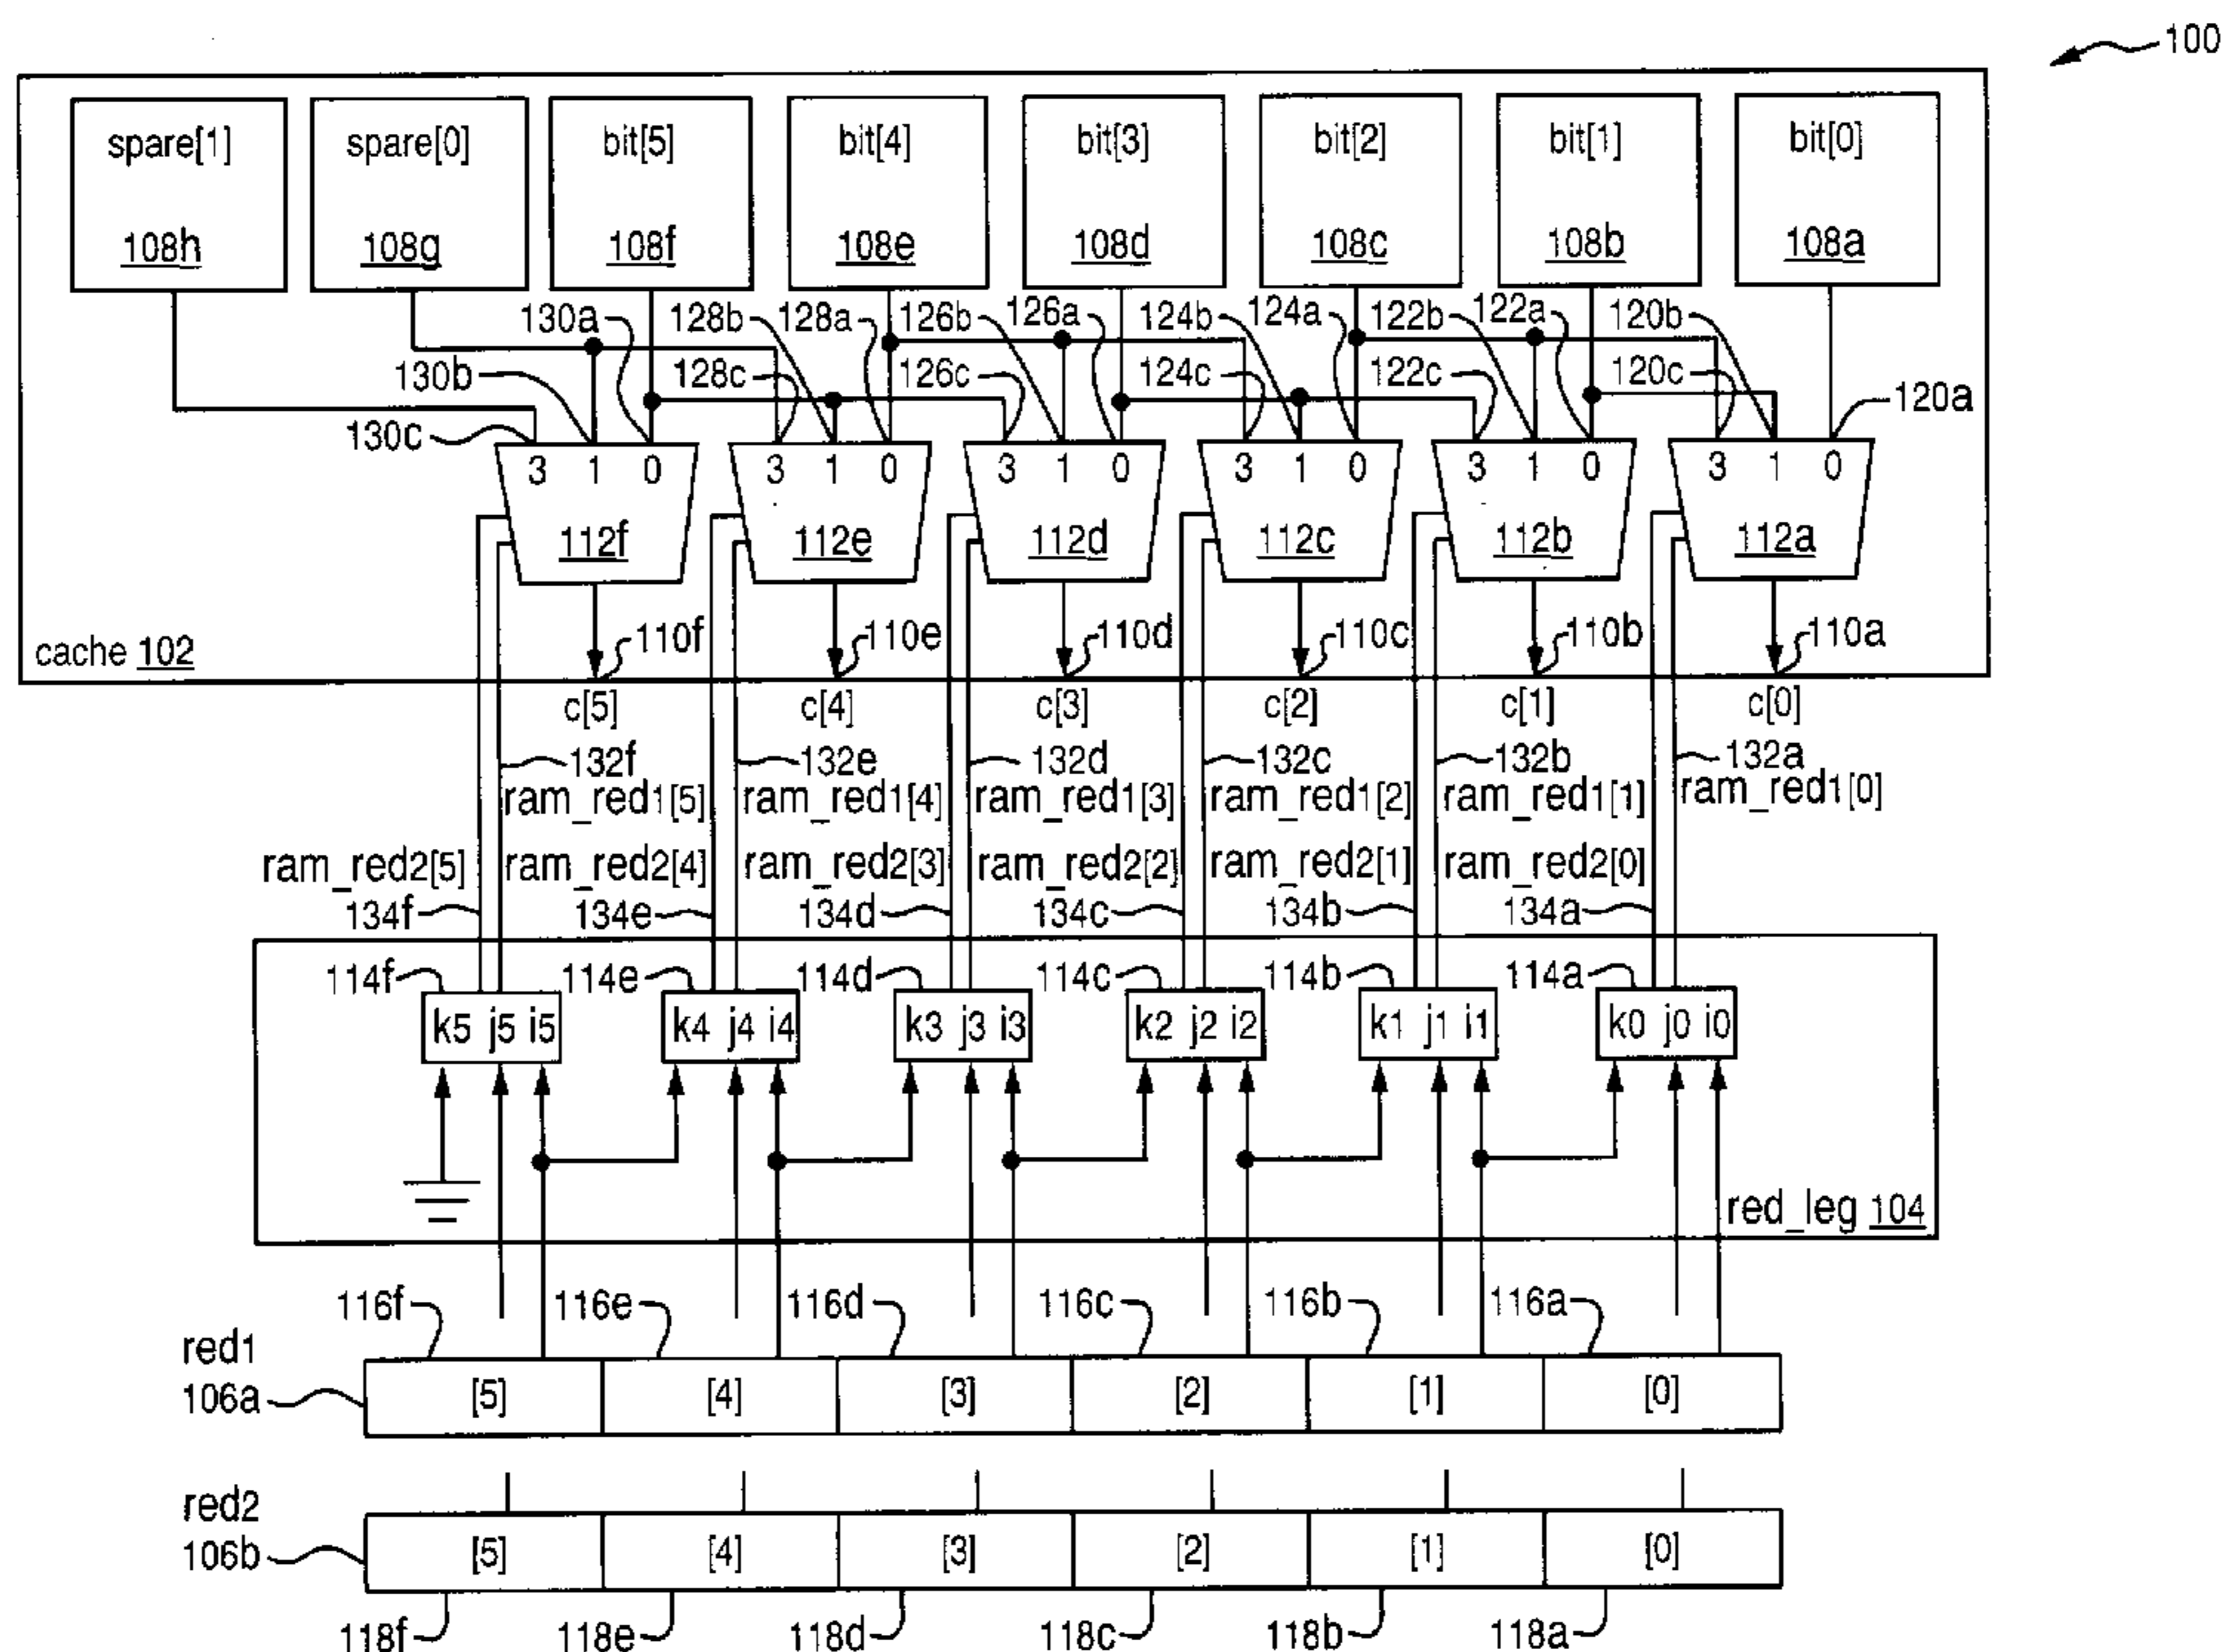 100
spare[1] spare[0] bit[5] bit[4] bit[3] bit[2] bit[1] bit[0]
108h 108g 108f 108e 108d 108c 108b 108a
130a 128b 128a 126b 126a 124b 124a 122b 122a 120b
130b 128c 126c 124c 122c 120c 120a
130c
3 1 0 3 1 0 3 1 0 3 1 0 3 1 0 3 1 0
112f 112e 112d 112c 112b 112a
cache 102 110f 110e 110d 110c 110b 110a
c[5] c[4] c[3] c[2] c[1] c[0]
132f 132e 132d 132c 132b 132a
ram_red1[5] ram_red1[4] ram_red1[3] ram_red1[2] ram_red1[1] ram_red1[0]
ram_red2[5] ram_red2[4] ram_red2[3] ram_red2[2] ram_red2[1] ram_red2[0]
134f 134e 134d 134c 134b 134a
114f 114e 114d 114c 114b 114a
k5 j5 i5 k4 j4 i4 k3 j3 i3 k2 j2 i2 k1 j1 i1 k0 j0 i0
red_leg 104
116f 116e 116d 116c 116b 116a
red1
106a [5] [4] [3] [2] [1] [0]
red2
106b [5] [4] [3] [2] [1] [0]
118f 118e 118d 118c 118b 118a